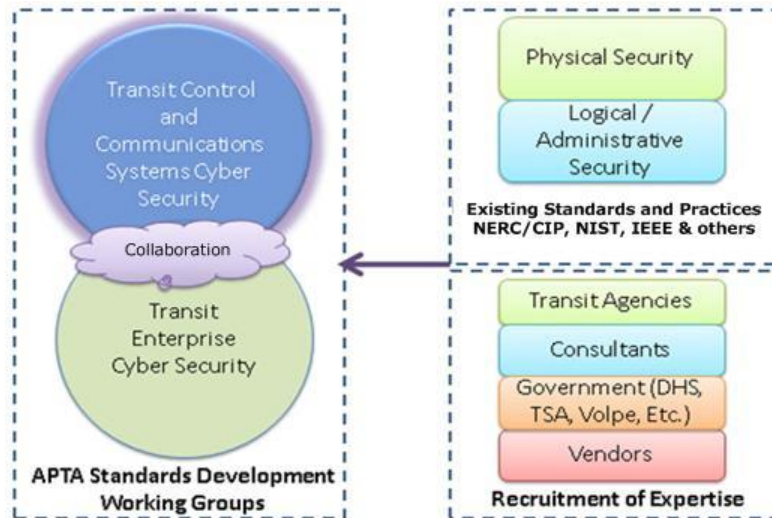 Transit Control
and
Communications
Systems Cyber
Security
Collaboration
Transit
Enterprise
Cyber Security
APTA Standards Development
Working Groups
Physical Security
Logical /
Administrative
Security
Existing Standards and Practices
NERC/CIP, NIST, IEEE & others
Transit Agencies
Consultants
Government (DHS,
TSA, Volpe, Etc.)
Vendors
Recruitment of Expertise